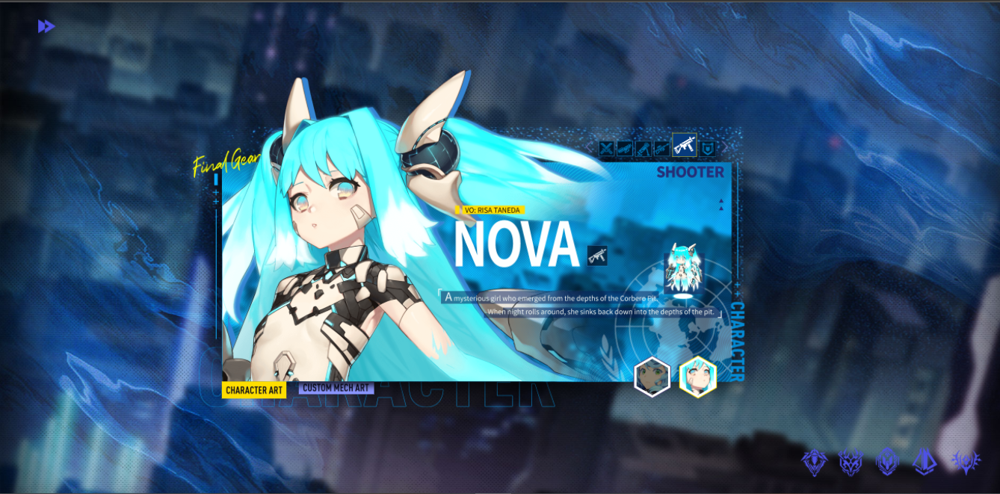 Final Gear
SHOOTER
VO: RISA TANEDA
NOVA
A mysterious girl who emerged from the depths of the Corbero Pit.
When night rolls around, she sinks back down into the depths of the pit.
CHARACTER
CHARACTER ART
CUSTOM MECH ART
CHARACTER